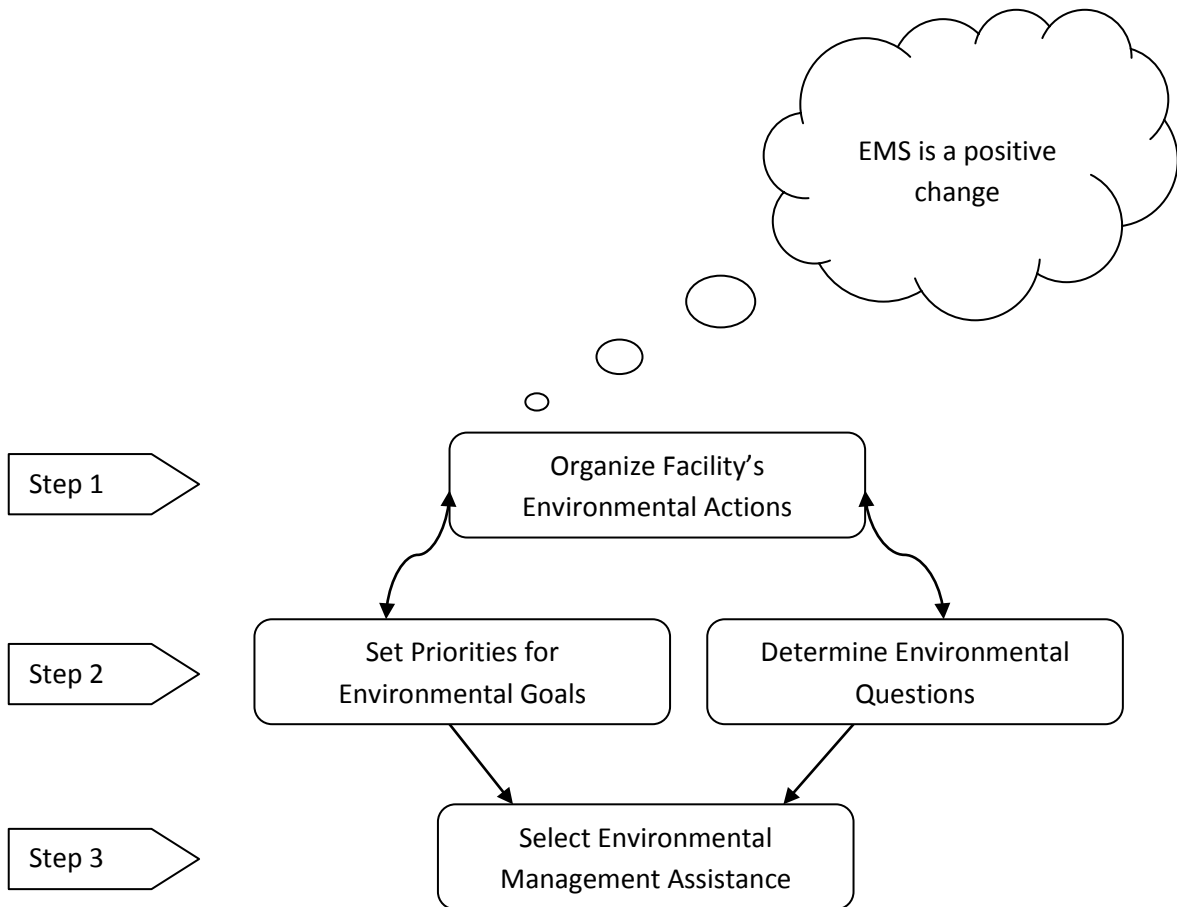 EMS is a positive
change
Step 1
Organize Facility’s
Environmental Actions
Step 2
Set Priorities for
Environmental Goals
Determine Environmental
Questions
Step 3
Select Environmental
Management Assistance